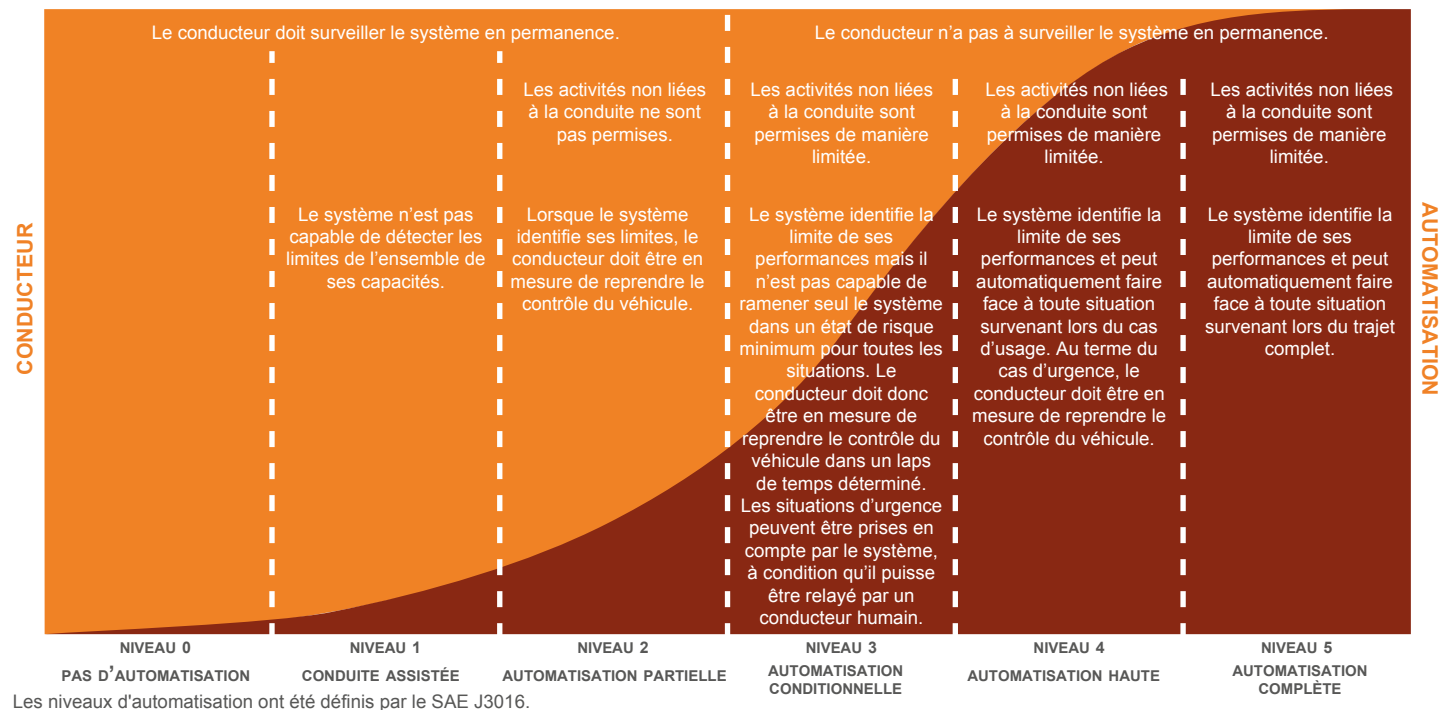 Le conducteur doit surveiller le système en permanence.
Le conducteur n’a pas à surveiller le système en permanence.
Les activités non liées
à la conduite ne sont
pas permises.
Les activités non liées
à la conduite sont
permises de manière
limitée.
Les activités non liées
à la conduite sont
permises de manière
limitée.
Les activités non liées
à la conduite sont
permises de manière
limitée.
CONDUCTEUR
Le système n’est pas
capable de détecter les
limites de l’ensemble de
ses capacités.
Lorsque le système
identifie ses limites, le
conducteur doit être en
mesure de reprendre le
contrôle du véhicule.
Le système identifie la
limite de ses
performances mais il
n’est pas capable de
ramener seul le système
dans un état de risque
minimum pour toutes les
situations. Le
conducteur doit donc
être en mesure de
reprendre le contrôle du
véhicule dans un laps
de temps déterminé.
Les situations d’urgence
peuvent être prises en
compte par le système,
à condition qu’il puisse
être relayé par un
conducteur humain.
Le système identifie la
limite de ses
performances et peut
automatiquement faire
face à toute situation
survenant lors du cas
d’usage. Au terme du
cas d’urgence, le
conducteur doit être en
mesure de reprendre le
contrôle du véhicule.
Le système identifie la
limite de ses
performances et peut
automatiquement faire
face à toute situation
survenant lors du trajet
complet.
AUTOMATISATION
NIVEAU 0
PAS D’AUTOMATISATION
NIVEAU 1
CONDUITE ASSISTÉE
NIVEAU 2
AUTOMATISATION PARTIELLE
NIVEAU 3
AUTOMATISATION
CONDITIONNELLE
NIVEAU 4
AUTOMATISATION HAUTE
NIVEAU 5
AUTOMATISATION
COMPLÈTE
Les niveaux d'automatisation ont été définis par le SAE J3016.